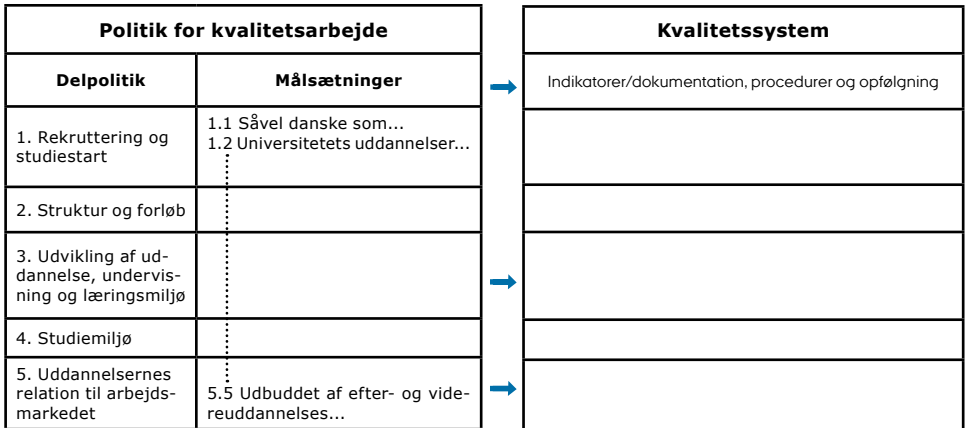 Politik for kvalitetsarbejde
Kvalitetssystem
Delpolitik
Målsætninger
Indikatorer/dokumentation, procedurer og opfølgning
1. Rekruttering og
studiestart
1.1 Såvel danske som...
1.2 Universitetets uddannelser...
2. Struktur og forløb
3. Udvikling af ud-
dannelse, undervis-
ning og læringsmiljø
4. Studiemiljø
5. Uddannelsernes
relation til arbejds-
markedet
5.5 Udbuddet af efter- og vide-
reuddannelses...